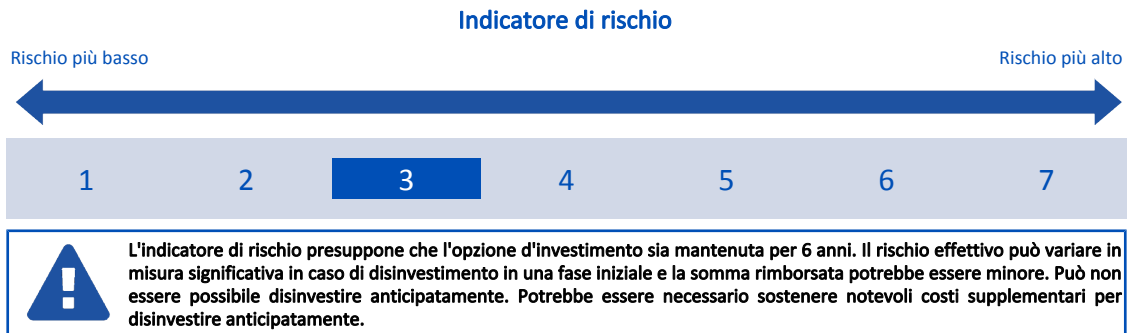 Indicatore di rischio
Rischio più basso Rischio più alto
1 2 3 4 5 6 7
L'indicatore di rischio presuppone che l'opzione d'investimento sia mantenuta per 6 anni. Il rischio effettivo può variare in
misura significativa in caso di disinvestimento in una fase iniziale e la somma rimborsata potrebbe essere minore. Può non
essere possibile disinvestire anticipatamente. Potrebbe essere necessario sostenere notevoli costi supplementari per
disinvestire anticipatamente.